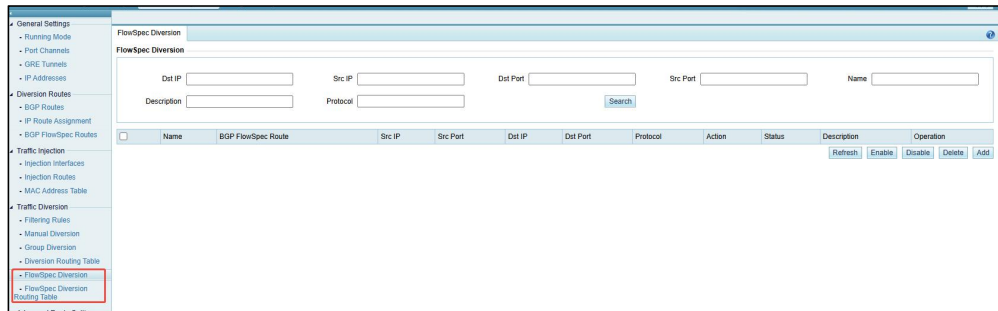 General Settings
Running Mode
Port Channels
GRE Tunnels
IP Addresses
Diversion Routes
BGP Routes
IP Route Assignment
BGP FlowSpec Routes
Traffic Injection
Injection Interfaces
Injection Routes
MAC Address Table
Traffic Diversion
Filtering Rules
Manual Diversion
Group Diversion
Diversion Routing Table
FlowSpec Diversion
FlowSpec Diversion
Routing Table
FlowSpec Diversion
FlowSpec Diversion
Dst IP Src IP Dst Port Src Port Name
Description Protocol Search
Name BGP FlowSpec Route Src IP Src Port Dst IP Dst Port Protocol Action Status Description Operation
Refresh Enable Disable Delete Add